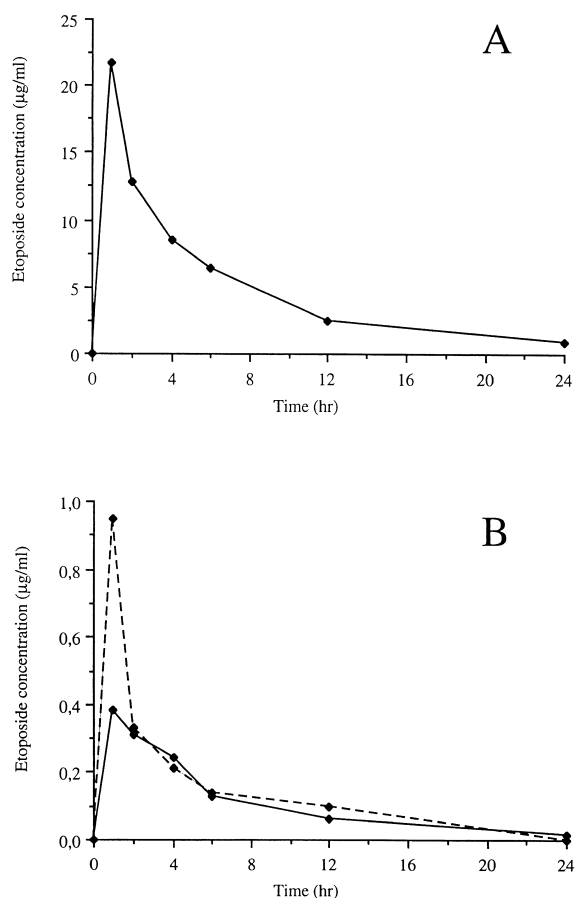 A
Etoposide concentration (µg/ml)
25
20
15
10
5
0
0 4 8 12 16 20 24
Time (hr)
B
Etoposide concentration (µg/ml)
1,0
0,8
0,6
0,4
0,2
0,0
0 4 8 12 16 20 24
Time (hr)